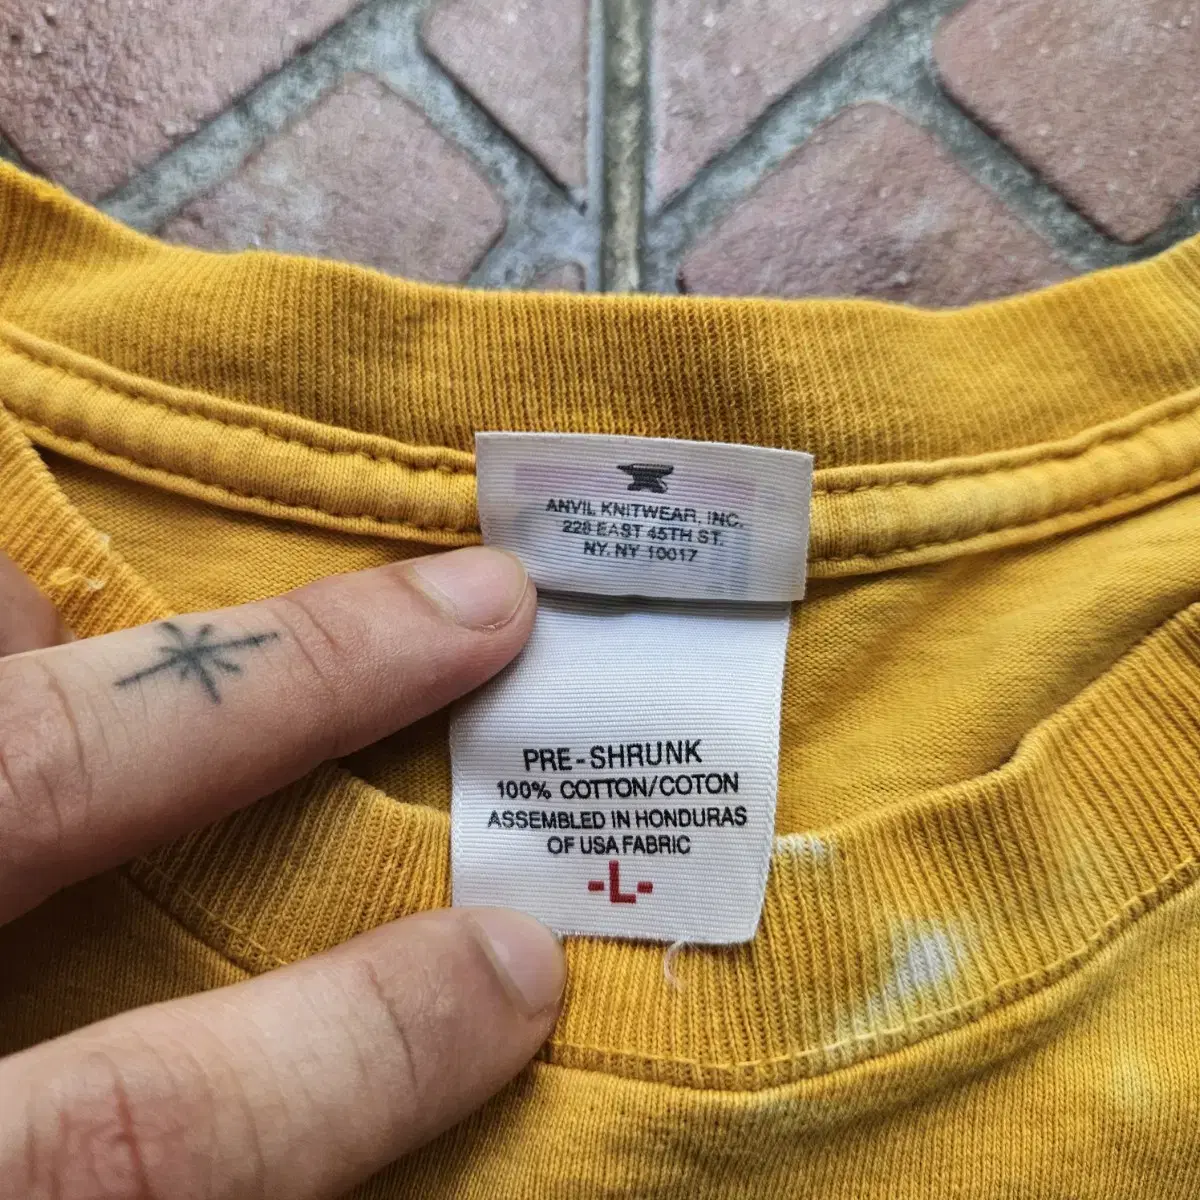 ANVIL KNITWEAR, INC.
228 EAST 45TH ST.
NY. NY 10017
PRE-SHRUNK
100% COTTON/COTON
ASSEMBLED IN HONDURAS
OF USA FABRIC
-L-